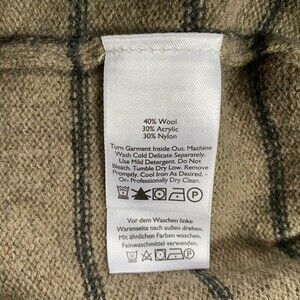 40% Wool
30% Acrylic
30% Nylon
Turn Garment Inside Out. Machine
Wash Cold Delicate Separately.
Use Mild Detergent. Do Not
Bleach. Tumble Dry Low. Remove
Promptly. Cool Iron As Desired. -
Or- Professionally Dry Clean.
Vor dem Waschen linke
Warenseite nach außen drehen.
Mit ähnlichen Farben waschen.
Feinwaschmittel verwenden.